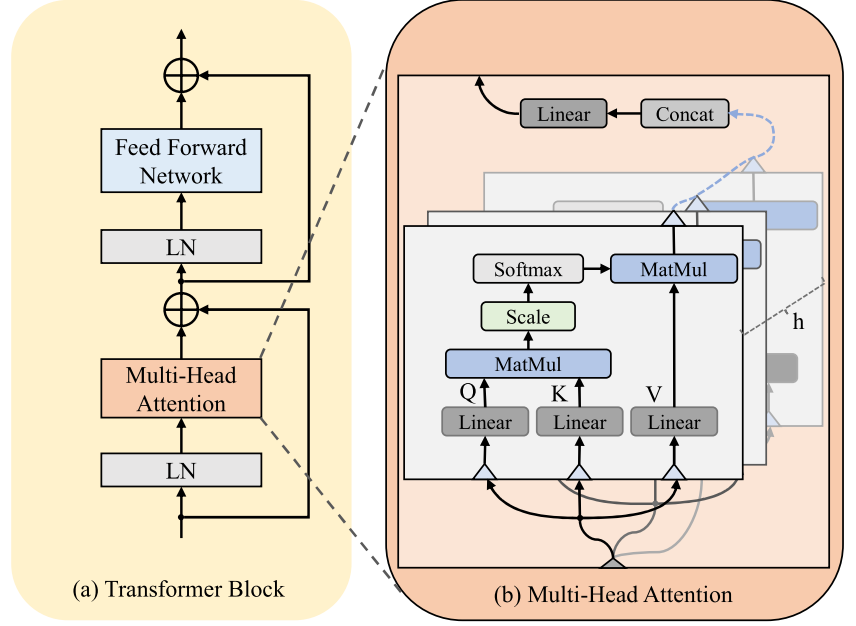 Feed Forward
Network
LN
Multi-Head
Attention
LN
(a) Transformer Block
Linear
Concat
Softmax
MatMul
Scale
MatMul
Q
K
V
Linear
Linear
Linear
h
(b) Multi-Head Attention